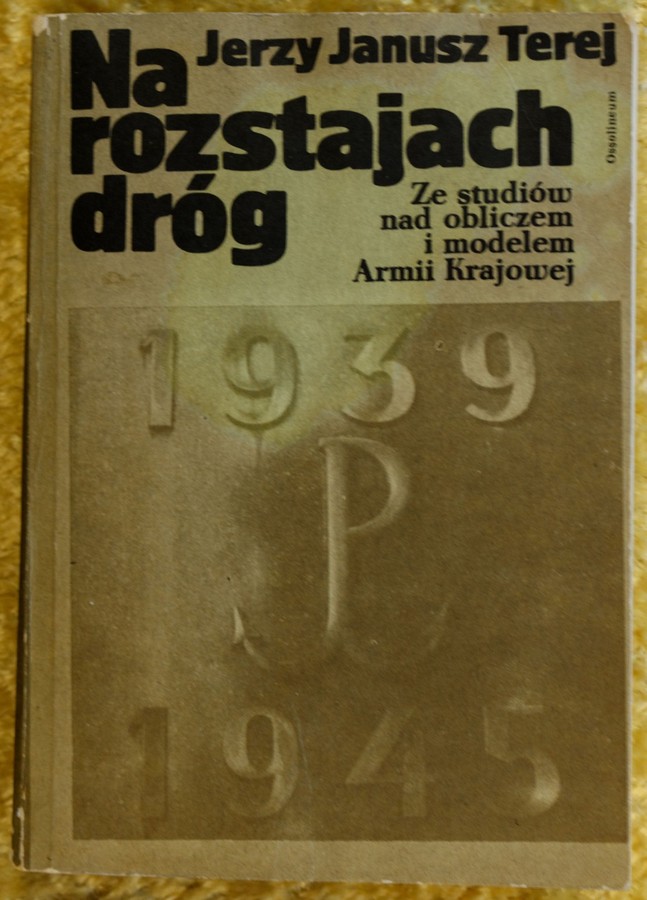 Jerzy Janusz Terej
Na
rozstajach
dróg
Ossolineum
Ze studiów
nad obliczem
i modelem
Armii Krajowej
1939
P
1945